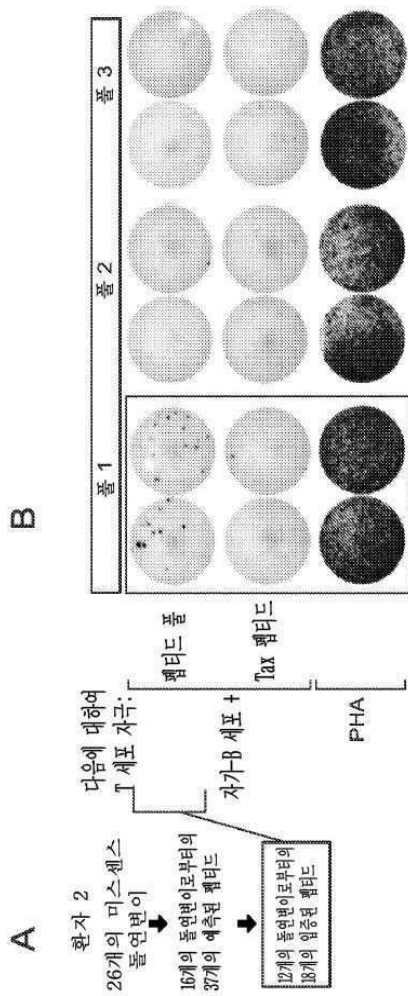 A
환자 2
26개의 미스센스
돌연변이
16개의 돌연변이로부터의
37개의 예측된 펩티드
12개의 돌연변이로부터의
18개의 입증된 펩티드
다음에 대하여
T 세포 자극:
자가-B 세포 +
펩티드 풀
Tax 펩티드
PHA
B
풀 1
풀 2
풀 3